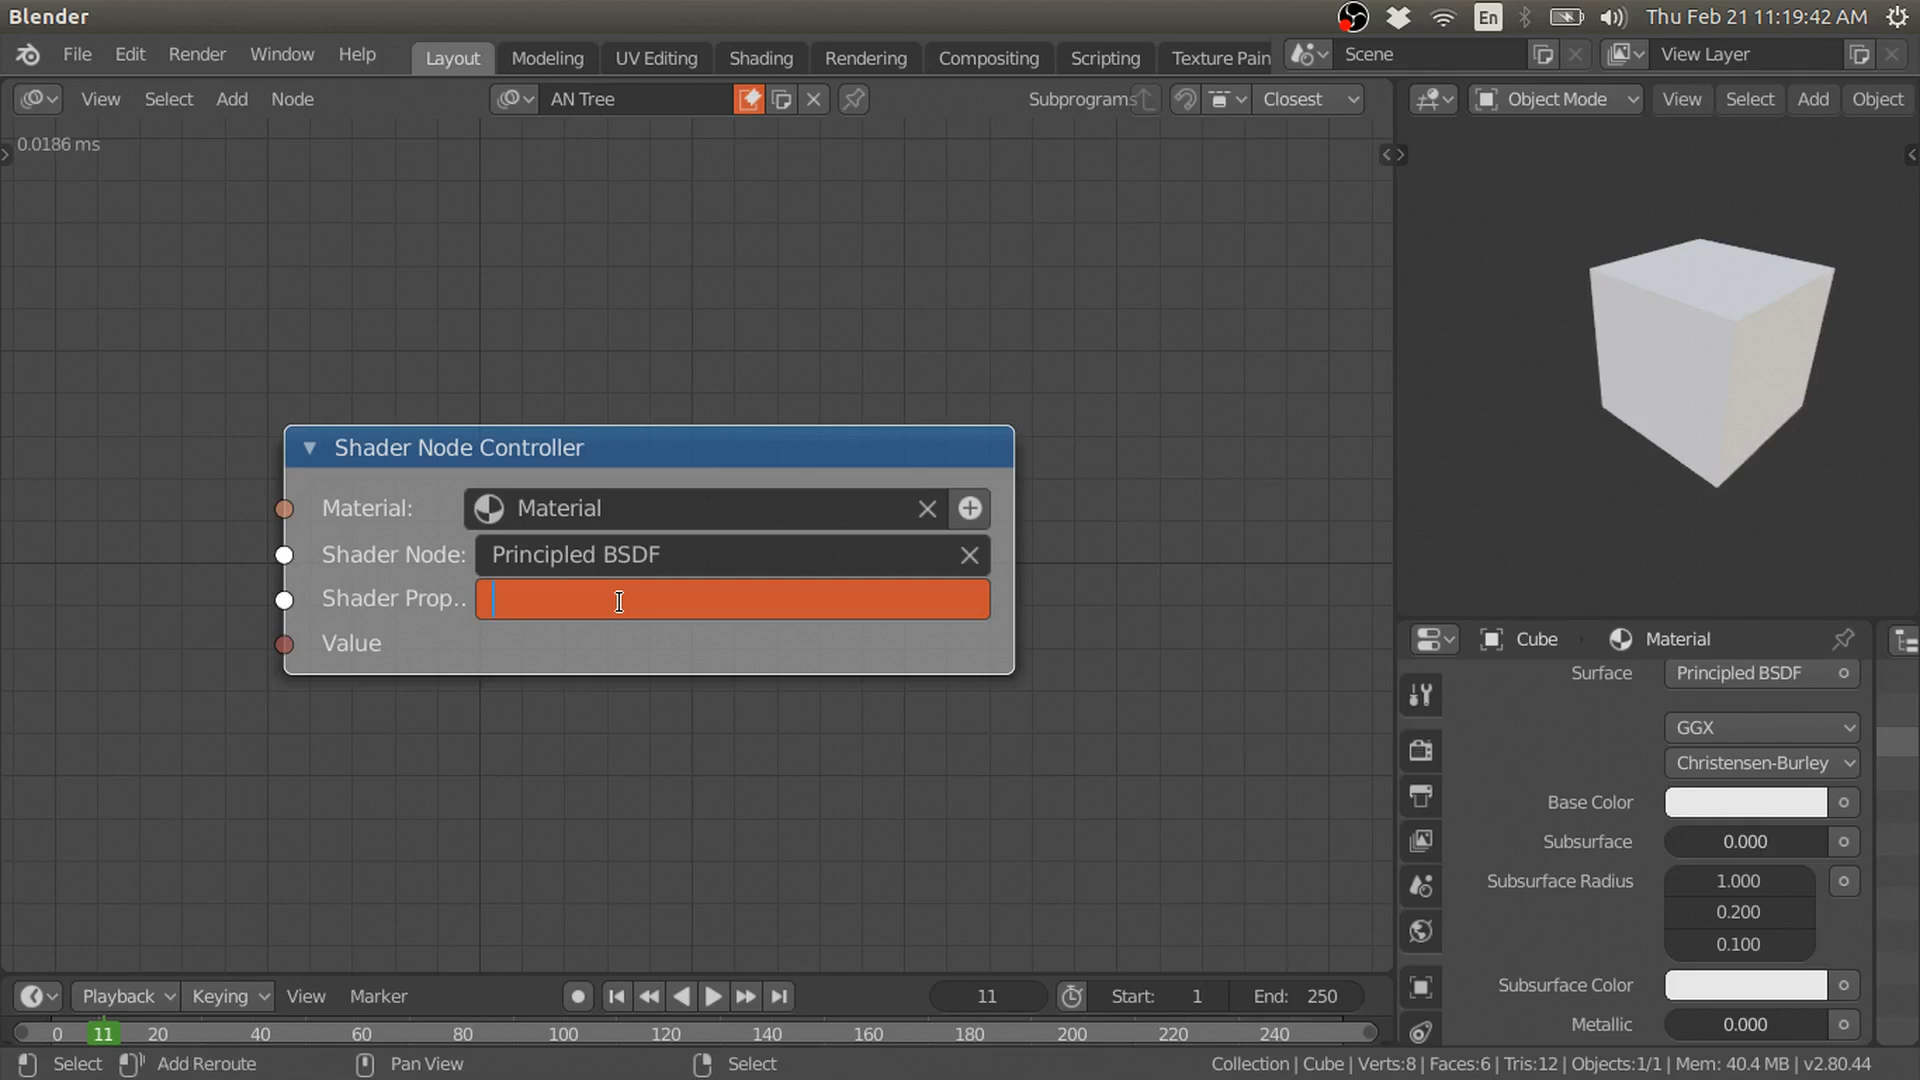 Blender
En
Thu Feb 21 11:19:42 AM
File Edit Render Window Help
Layout Modeling UV Editing Shading Rendering Compositing Scripting Texture Pain
Scene
View Layer
View Select Add Node
AN Tree
Subprograms
Closest
Object Mode
View Select Add Object
0.0186 ms
Shader Node Controller
Material: Material
Shader Node: Principled BSDF
Shader Prop..
Value
Cube Material
Surface Principled BSDF
GGX
Christensen-Burley
Base Color
Subsurface 0.000
Subsurface Radius 1.000
0.200
0.100
Subsurface Color
Metallic 0.000
Playback Keying View Marker
11
Start: 1
End: 250
0 11 20 40 60 80 100 120 140 160 180 200 220 240
Select Add Reroute Pan View Select
Collection | Cube | Verts:8 | Faces:6 | Tris:12 | Objects:1/1 | Mem: 40.4 MB | v2.80.44